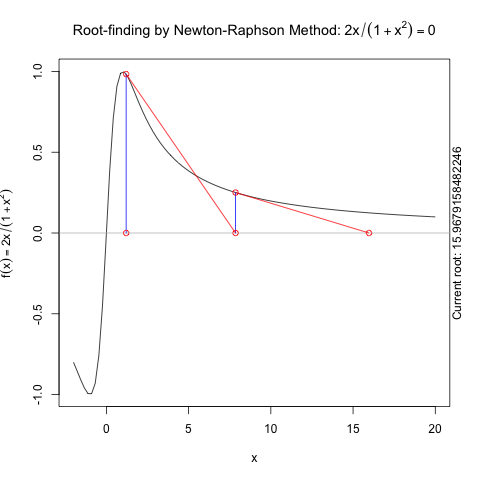 Root-finding by Newton-Raphson Method: 2x/(1 + x²) = 0
f(x) = 2x/(1 + x²)
1.0
0.5
0.0
-0.5
-1.0
Current root: 15.9679158482246
0 5 10 15 20
x